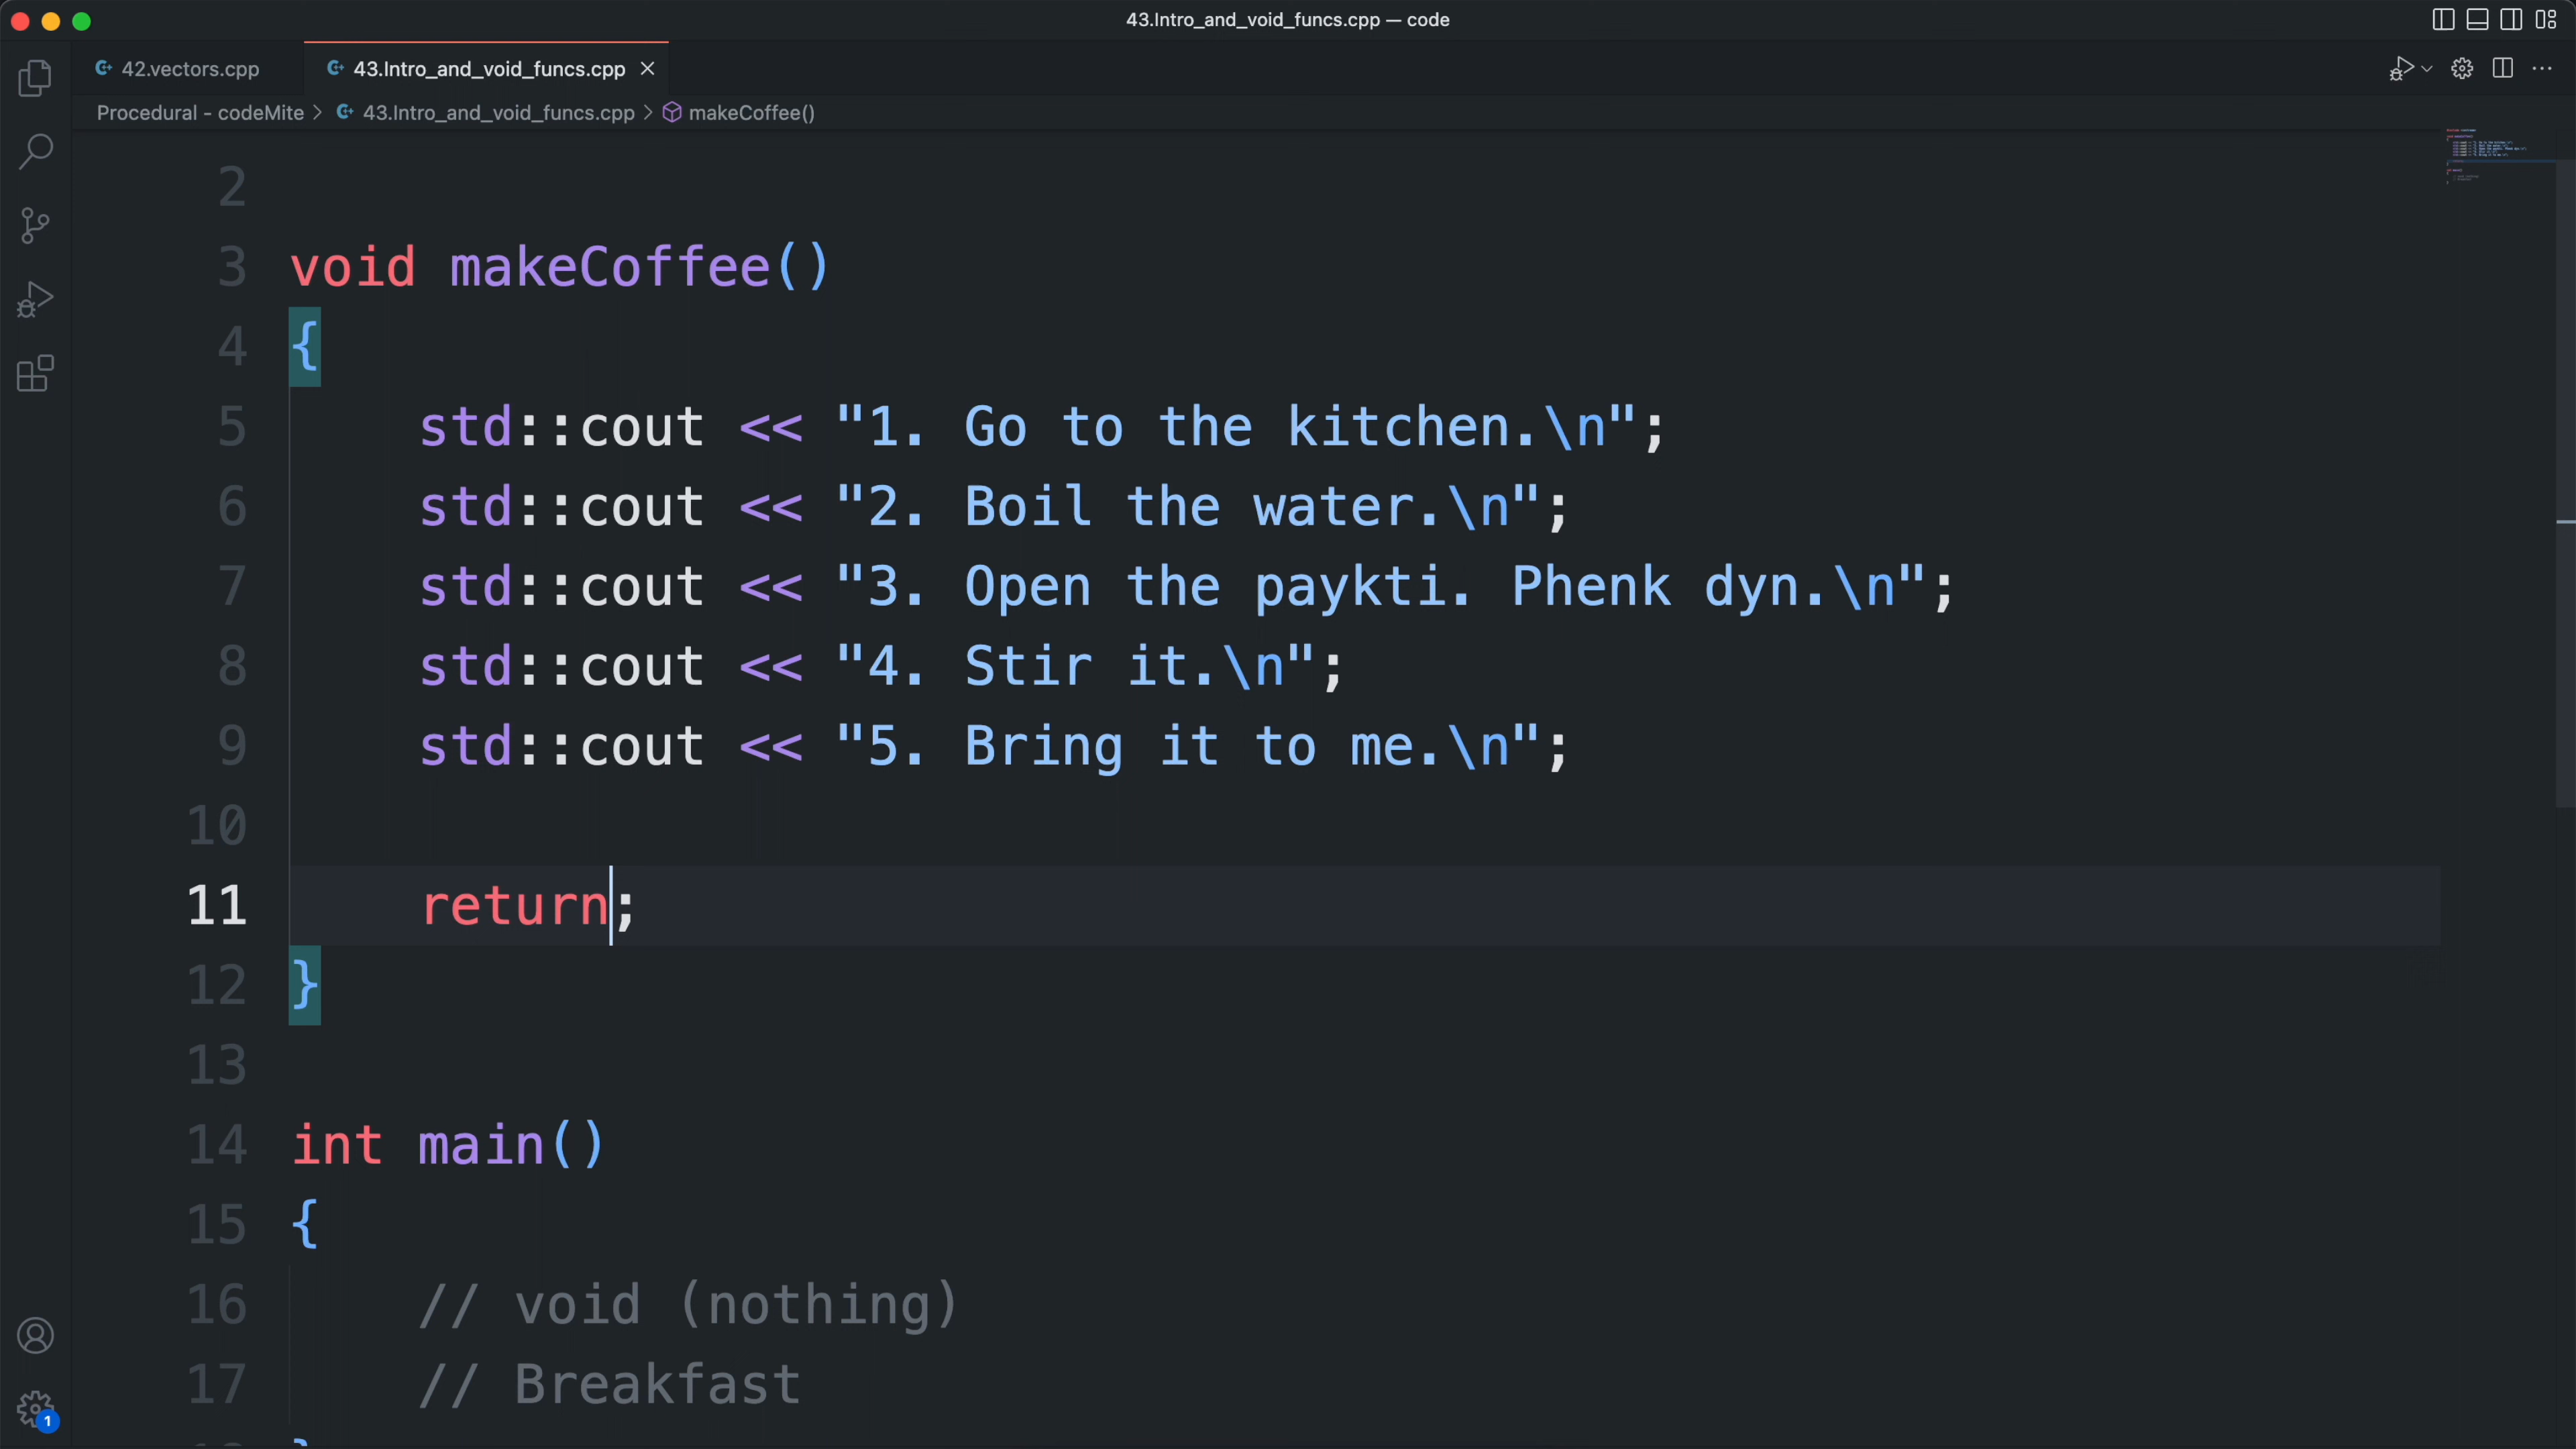 43.Intro_and_void_funcs.cpp — code
42.vectors.cpp 43.Intro_and_void_funcs.cpp
Procedural - codeMite > 43.Intro_and_void_funcs.cpp > makeCoffee()
2
3 void makeCoffee()
4 {
5 std::cout << "1. Go to the kitchen.\n";
6 std::cout << "2. Boil the water.\n";
7 std::cout << "3. Open the paykti. Phenk dyn.\n";
8 std::cout << "4. Stir it.\n";
9 std::cout << "5. Bring it to me.\n";
10
11 return;
12 }
13
14 int main()
15 {
16 // void (nothing)
17 // Breakfast
1